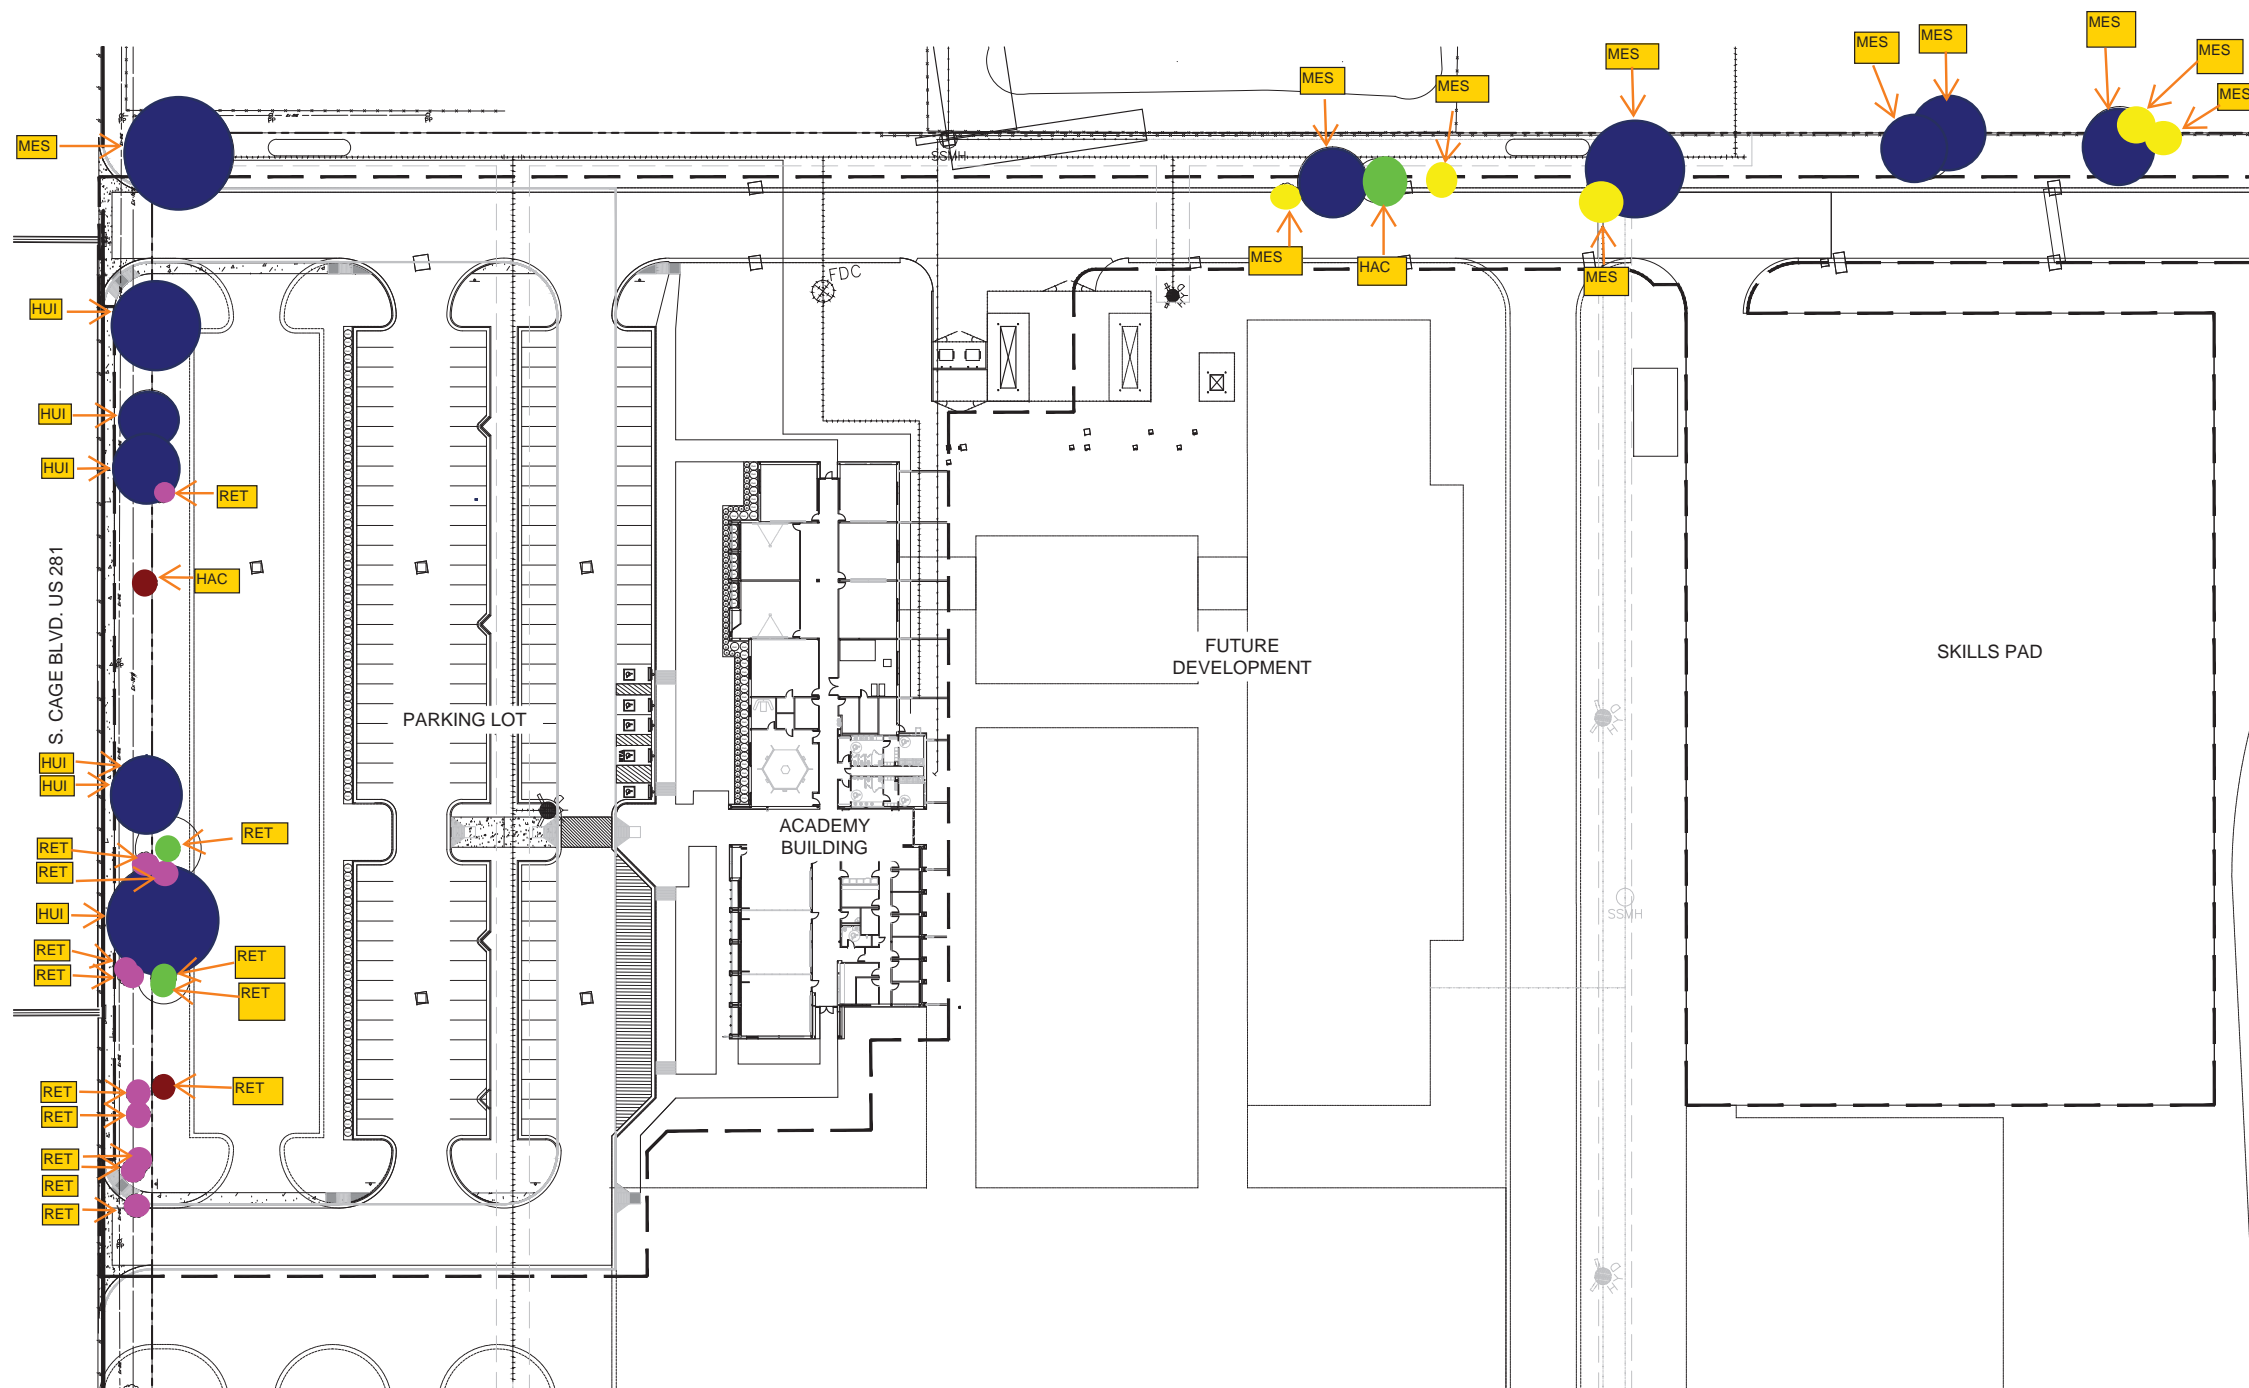 MES
MES
MES
MES
MES
MES
MES
MES
MES
SSMH
MES
HAC
MES
FDC
HUI
HUI
HUI
RET
HAC
S. CAGE BLVD. US 281
FUTURE
DEVELOPMENT
SKILLS PAD
PARKING LOT
HUI
HUI
ACADEMY
BUILDING
RET
RET
RET
HUI
SSMH
RET
RET
RET
RET
RET
RET
RET
RET
RET
RET